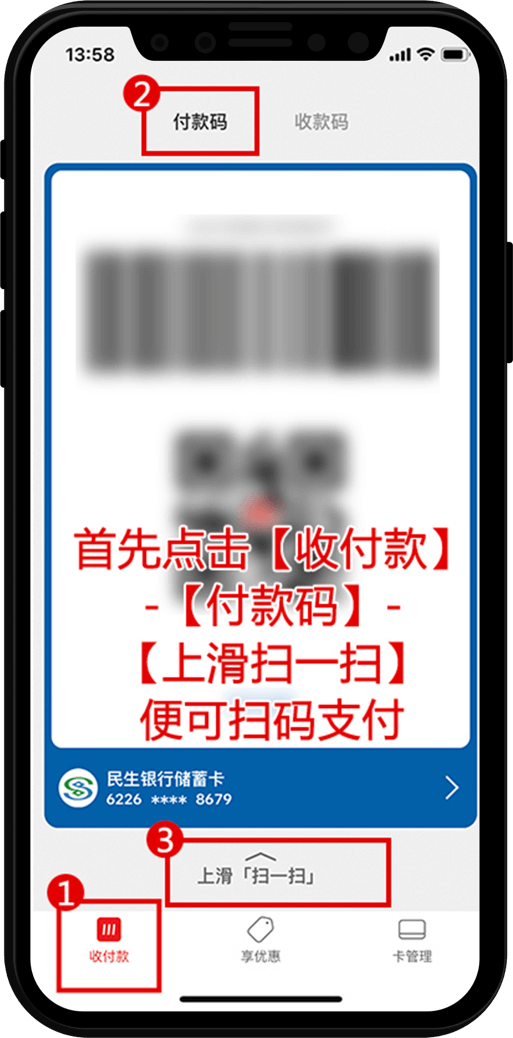 13:58
2
付款码
收款码
首先点击【收付款】
-【付款码】-
【上滑扫一扫】
便可扫码支付
民生银行储蓄卡
6226 **** 8679
3
上滑「扫一扫」
1
收付款
享优惠
卡管理